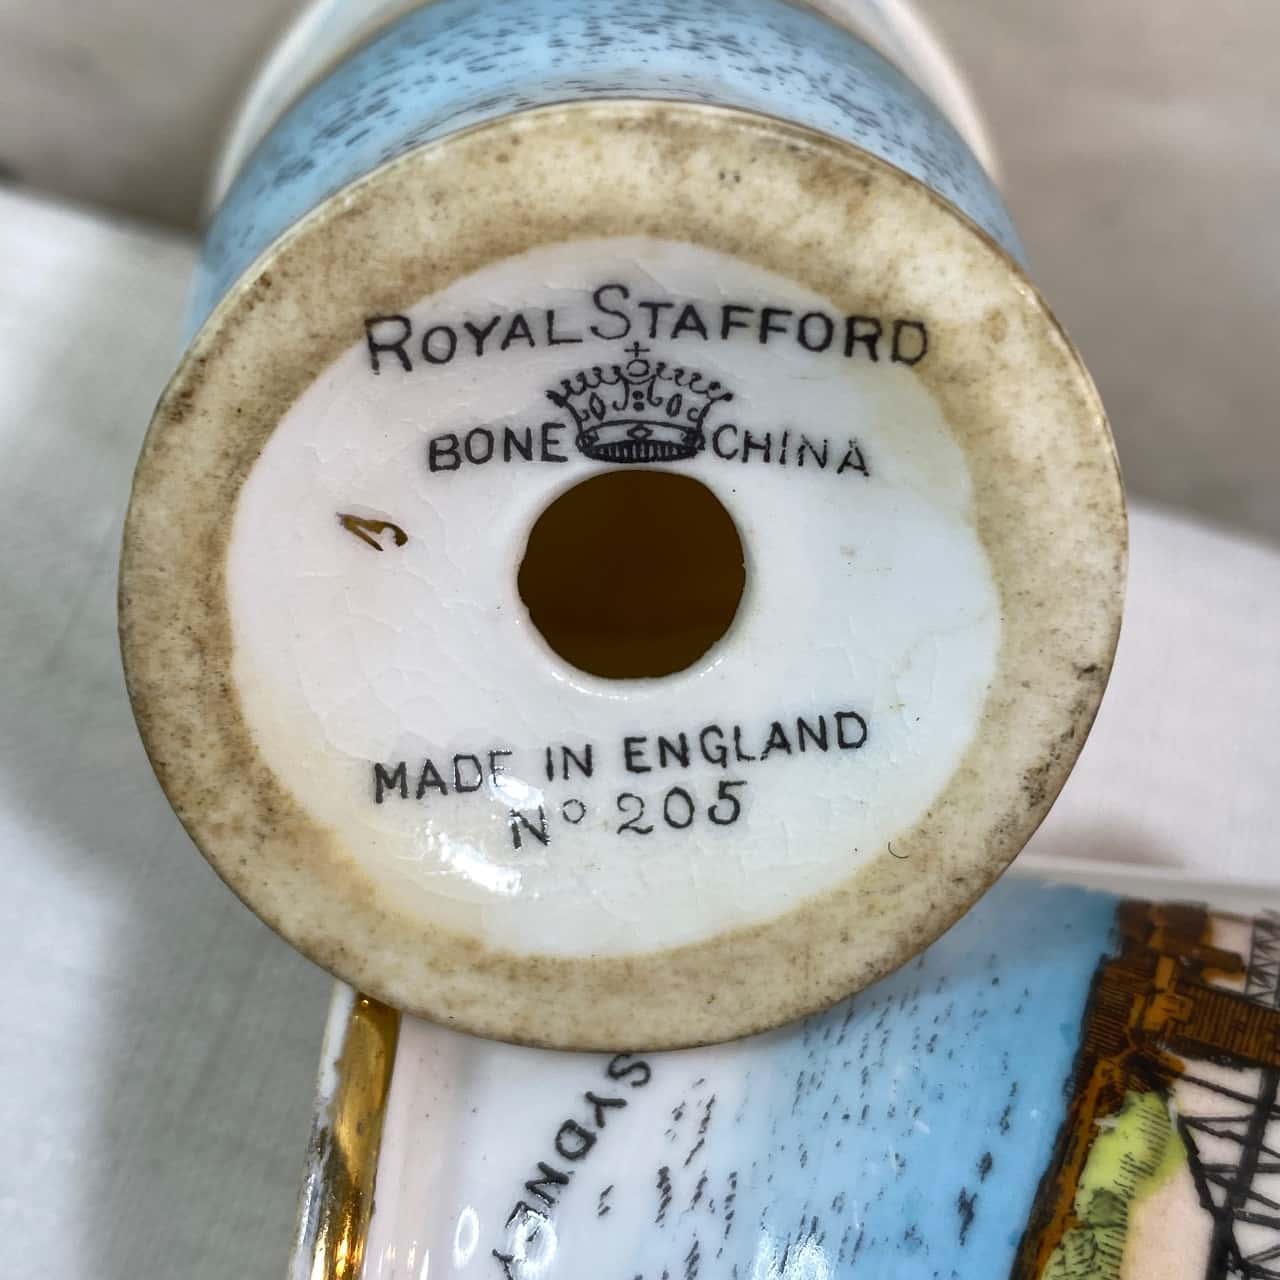 ROYAL STAFFORD
BONE CHINA
MADE IN ENGLAND
Nº 205
SYDNEY